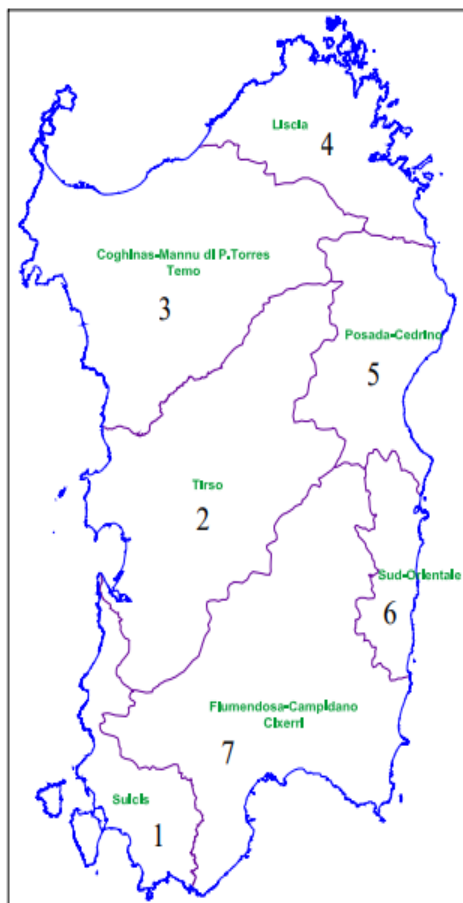 Liscia
4
Coghinas-Mannu di P.Torres
Temo
3
Posada-Cedrino
5
Tirso
2
Sud-Orientale
6
Flumendosa-Campidano
Cixerri
7
Sulcis
1